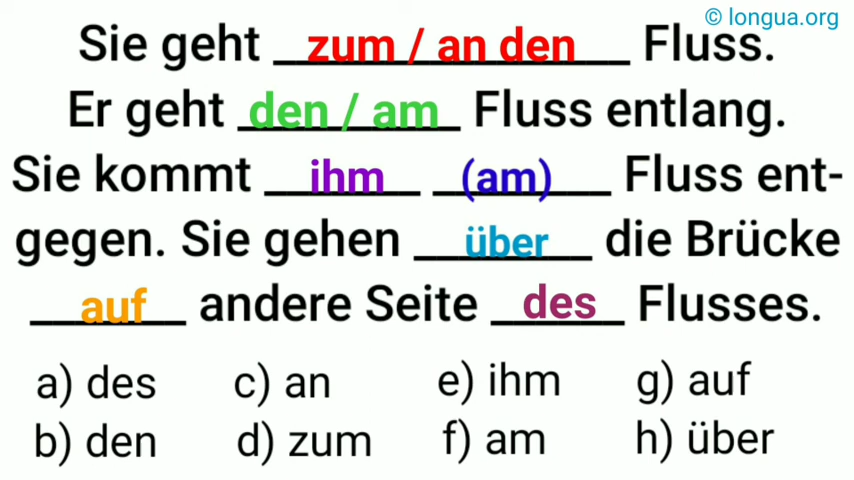 © longua.org
Sie geht zum / an den Fluss.
Er geht den / am Fluss entlang.
Sie kommt ihm (am) Fluss ent-
gegen. Sie gehen über die Brücke
auf andere Seite des Flusses.
a) des c) an e) ihm g) auf
b) den d) zum f) am h) über